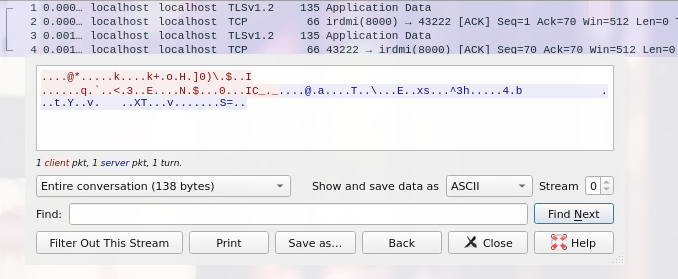 1 0.000… localhost localhost TLSv1.2 135 Application Data
2 0.000… localhost localhost TCP 66 irdmi(8000) → 43222 [ACK] Seq=1 Ack=70 Win=512 Len=0
3 0.001… localhost localhost TLSv1.2 135 Application Data
4 0.001… localhost localhost TCP 66 43222 → irdmi(8000) [ACK] Seq=70 Ack=70 Win=512 Len=0
....@*.....k....k+.o.H.]0)\.$..I
......q.`..<.3..E....N.$...0...IC_._....@.a....T..\...E..xs...^3h.....4.b .
..t.Y..v. ..XT...v.......S=..
1 client pkt, 1 server pkt, 1 turn.
Entire conversation (138 bytes) Show and save data as ASCII Stream 0
Find: Find Next
Filter Out This Stream Print Save as… Back Close Help